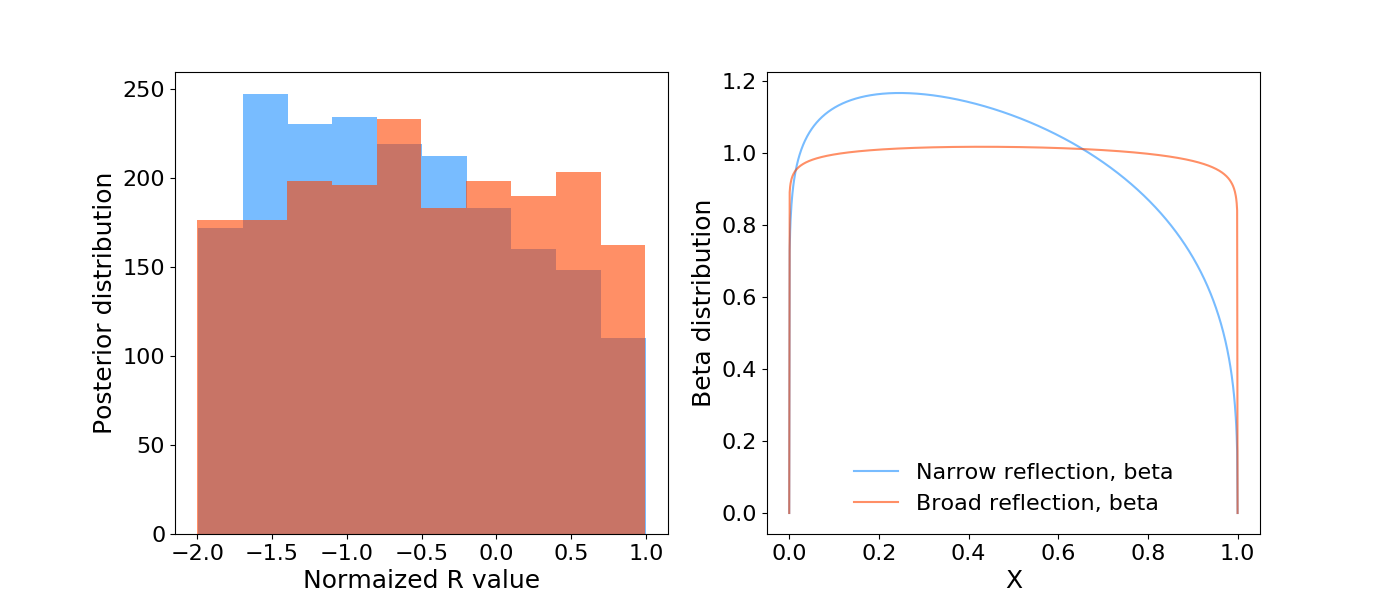 Posterior distribution
250
200
150
100
50
0
−2.0 −1.5 −1.0 −0.5 0.0 0.5 1.0
Normaized R value
Beta distribution
1.2
1.0
0.8
0.6
0.4
0.2
0.0
Narrow reflection, beta
Broad reflection, beta
0.0 0.2 0.4 0.6 0.8 1.0
X